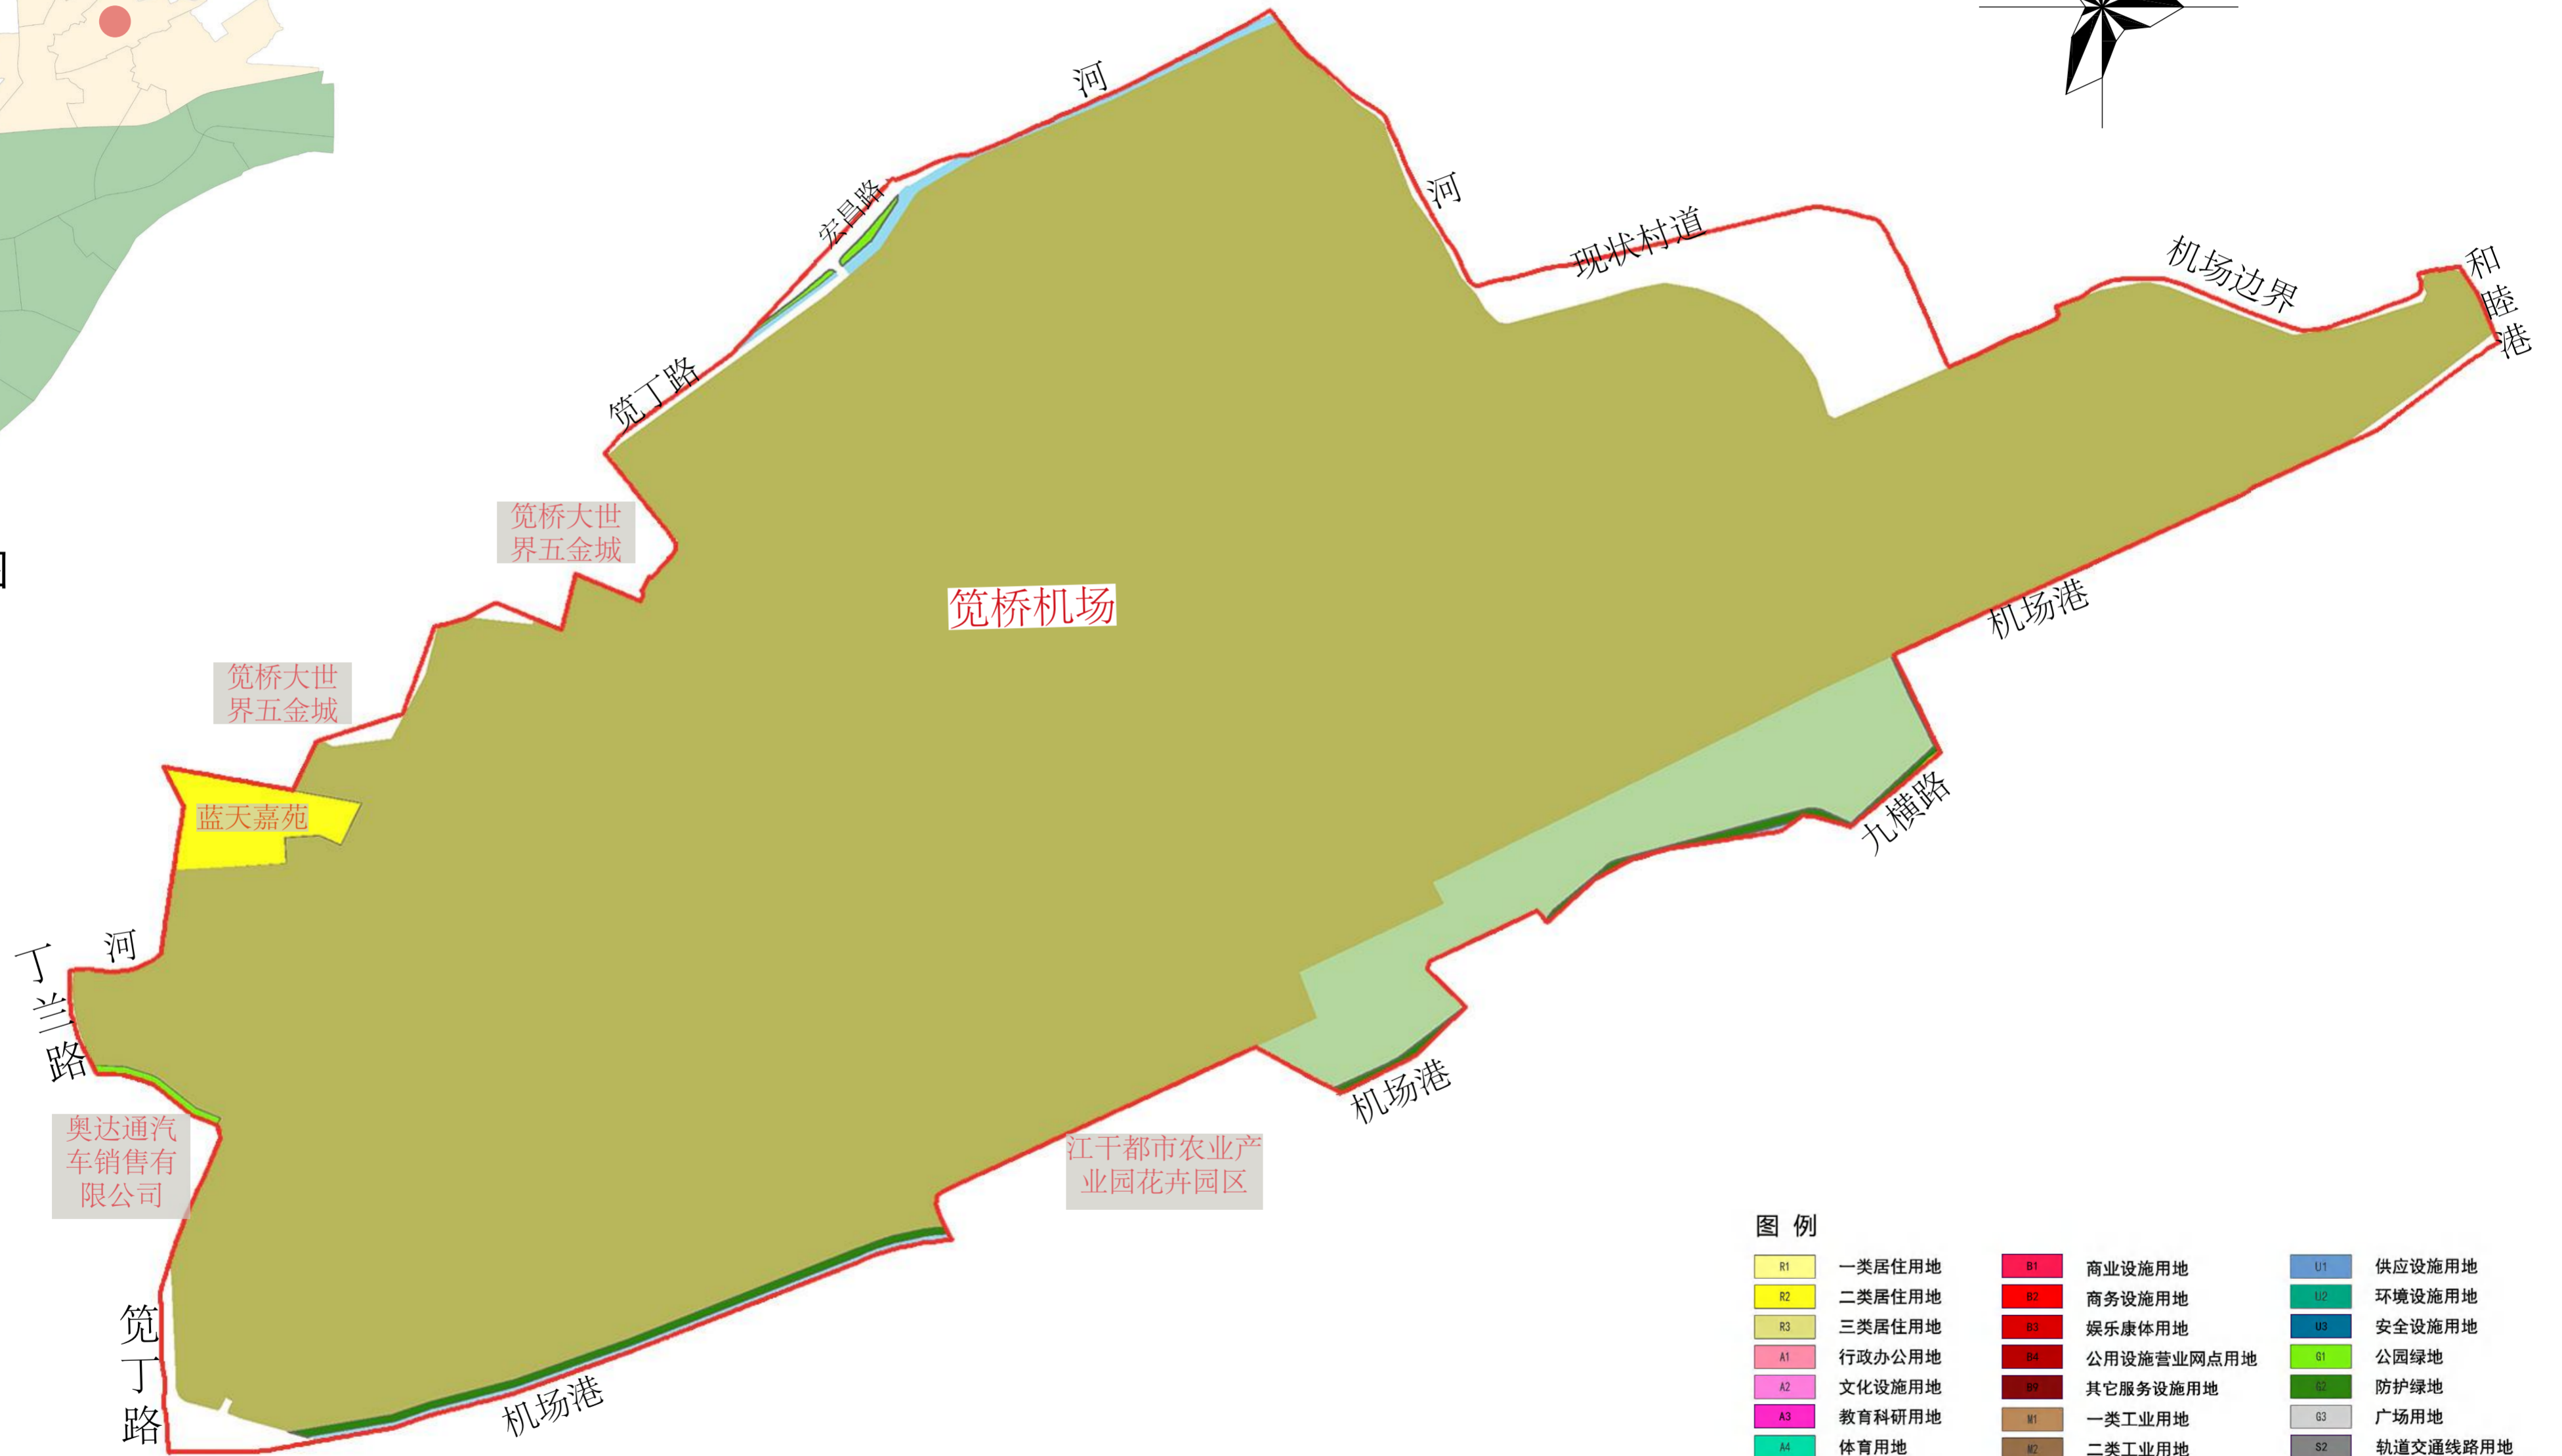 河
宏昌路
河
现状村道
机场边界
和睦港
笕丁路
笕桥大世
界五金城
笕桥机场
机场港
笕桥大世
界五金城
蓝天嘉苑
九横路
河
丁兰路
机场港
奥达通汽
车销售有
限公司
江干都市农业产
业园花卉园区
笕丁路
机场港
图 例
R1 一类居住用地 B1 商业设施用地 U1 供应设施用地
R2 二类居住用地 B2 商务设施用地 U2 环境设施用地
R3 三类居住用地 B3 娱乐康体用地 U3 安全设施用地
A1 行政办公用地 B4 公用设施营业网点用地 G1 公园绿地
A2 文化设施用地 B9 其它服务设施用地 G2 防护绿地
A3 教育科研用地 M1 一类工业用地 G3 广场用地
A4 体育用地 M2 二类工业用地 S2 轨道交通线路用地